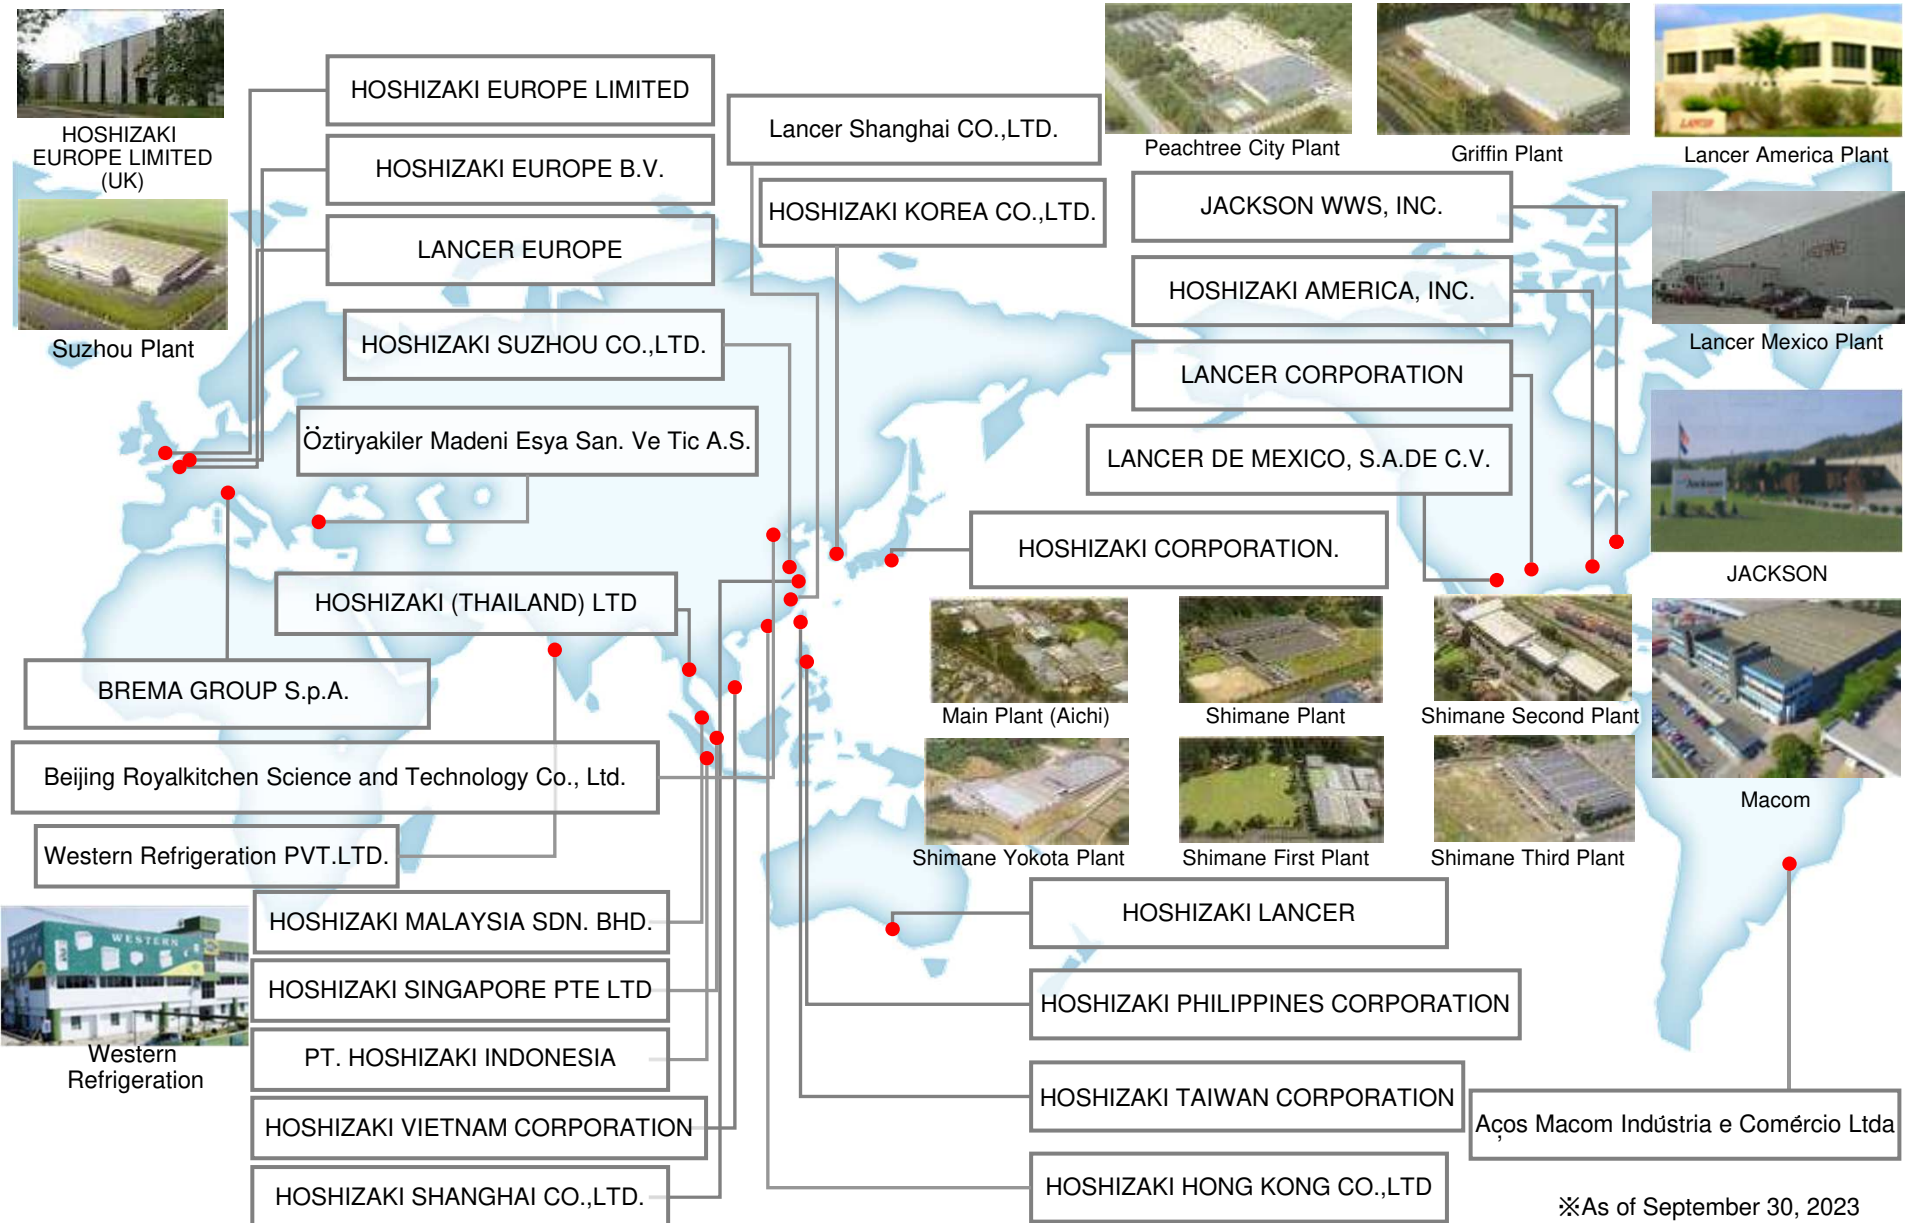 HOSHIZAKI
EUROPE LIMITED
(UK)
Suzhou Plant
HOSHIZAKI EUROPE LIMITED
HOSHIZAKI EUROPE B.V.
LANCER EUROPE
HOSHIZAKI SUZHOU CO.,LTD.
Öztiryakiler Madeni Esya San. Ve Tic A.S.
Lancer Shanghai CO.,LTD.
HOSHIZAKI KOREA CO.,LTD.
Peachtree City Plant
Griffin Plant
LANCER
Lancer America Plant
JACKSON WWS, INC.
HOSHIZAKI AMERICA, INC.
LANCER CORPORATION
LANCER DE MEXICO, S.A.DE C.V.
Lancer Mexico Plant
Jackson
JACKSON
HOSHIZAKI CORPORATION.
HOSHIZAKI (THAILAND) LTD
BREMA GROUP S.p.A.
Beijing Royalkitchen Science and Technology Co., Ltd.
Western Refrigeration PVT.LTD.
Main Plant (Aichi)
Shimane Plant
Shimane Second Plant
Shimane Yokota Plant
Shimane First Plant
Shimane Third Plant
Macom
WESTERN
Western
Refrigeration
HOSHIZAKI MALAYSIA SDN. BHD.
HOSHIZAKI SINGAPORE PTE LTD
PT. HOSHIZAKI INDONESIA
HOSHIZAKI VIETNAM CORPORATION
HOSHIZAKI SHANGHAI CO.,LTD.
HOSHIZAKI LANCER
HOSHIZAKI PHILIPPINES CORPORATION
HOSHIZAKI TAIWAN CORPORATION
HOSHIZAKI HONG KONG CO.,LTD
Aços Macom Indústria e Comércio Ltda
※As of September 30, 2023